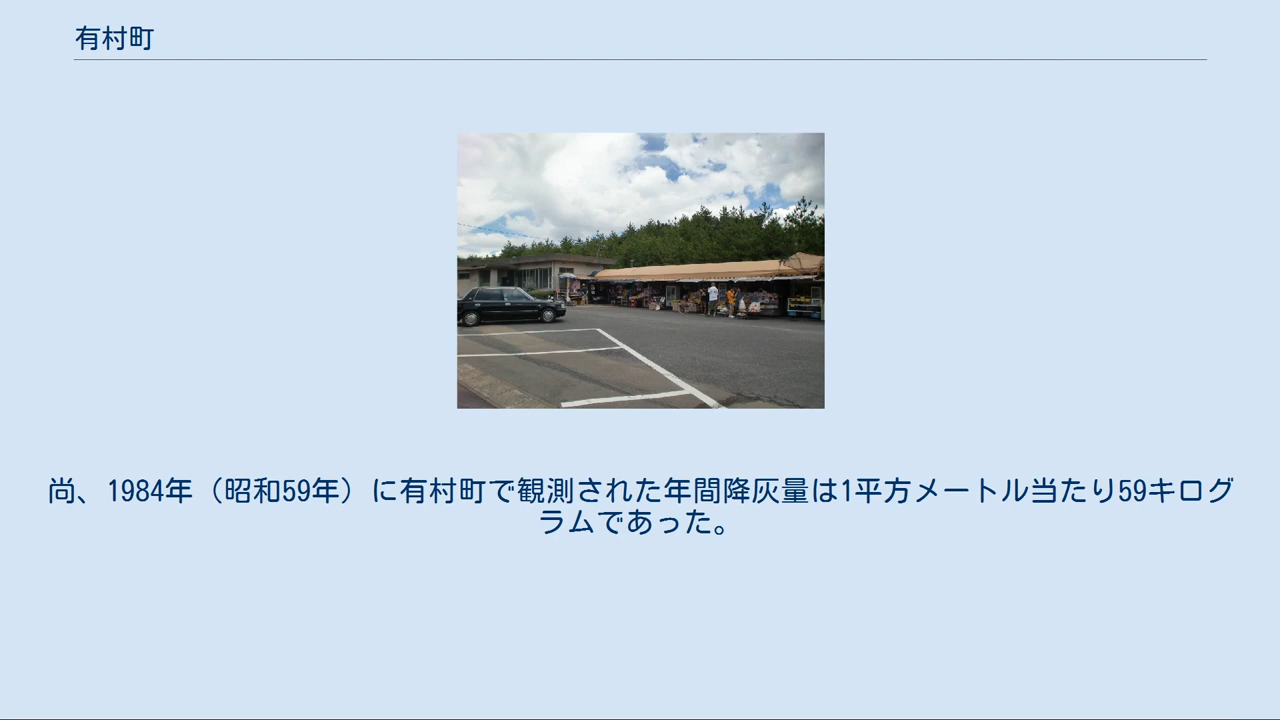 有村町
尚、1984年（昭和59年）に有村町で観測された年間降灰量は1平方メートル当たり59キログ
ラムであった。